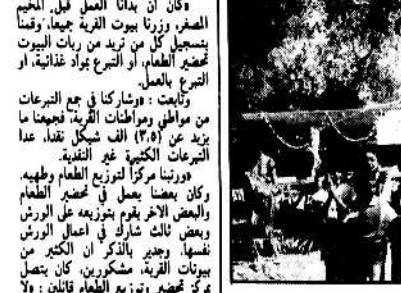 «كان ان بدأنا العمل قبل المخيم
المصغر، وزرنا بيوت القرية جميعاً، وقمنا
بتسجيل كل من تريد من ربات البيوت
تحضير الطعام، أو التبرع بمواد غذائية، أو
التبرع بالعمل.
وتابعت : «وشاركنا في جمع التبرعات
من مواطني ومواطنات القرية، فجمعنا ما
يزيد عن (٣،٥) الف شيكل نقدا، عدا
التبرعات الكثيرة غير النقدية.
«ورتبنا مركزاً لتوزيع الطعام وطهيه.
وكان بعضنا يعمل في تحضير الطعام
والبعض الاخر يقوم بتوزيعه على الورش
وبعض ثالث شارك في اعمال الورش
نفسها. وجدير بالذكر ان الكثير من
بيوتات القرية، مشكورين، كان يتصل
بمركز تحضير وتوزيع الطعام قائلين : «لا